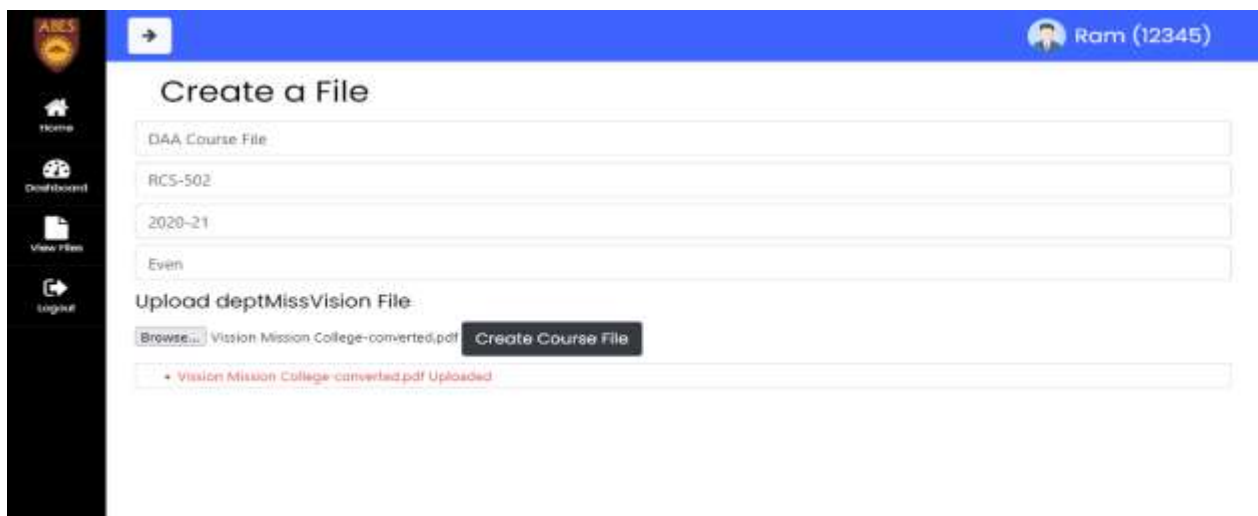 ABES
Ram (12345)
Home
Dashboard
View Files
Logout
Create a File
DAA Course File
RCS-502
2020-21
Even
Upload deptMissVision File
Browse... Vission Mission College-converted.pdf Create Course File
• Vission Mission College-converted.pdf Uploaded